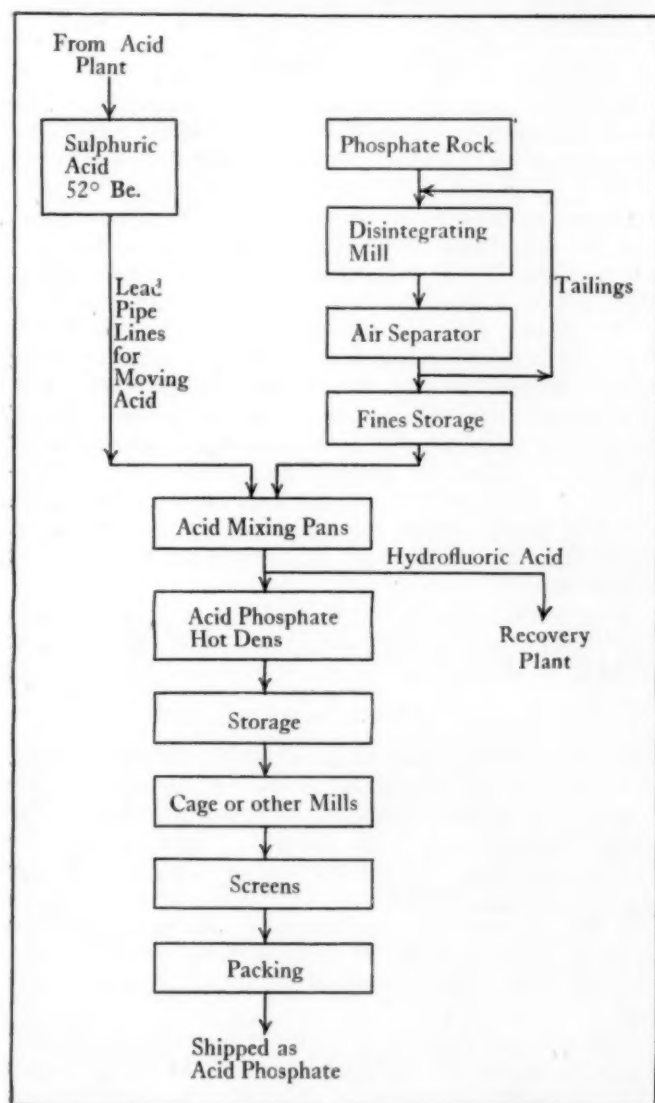 From Acid
Plant
Sulphuric
Acid
52° Be.
Lead
Pipe
Lines
for
Moving
Acid
Phosphate Rock
Disintegrating
Mill
Tailings
Air Separator
Fines Storage
Acid Mixing Pans
Hydrofluoric Acid
Recovery
Plant
Acid Phosphate
Hot Dens
Storage
Cage or other Mills
Screens
Packing
Shipped as
Acid Phosphate